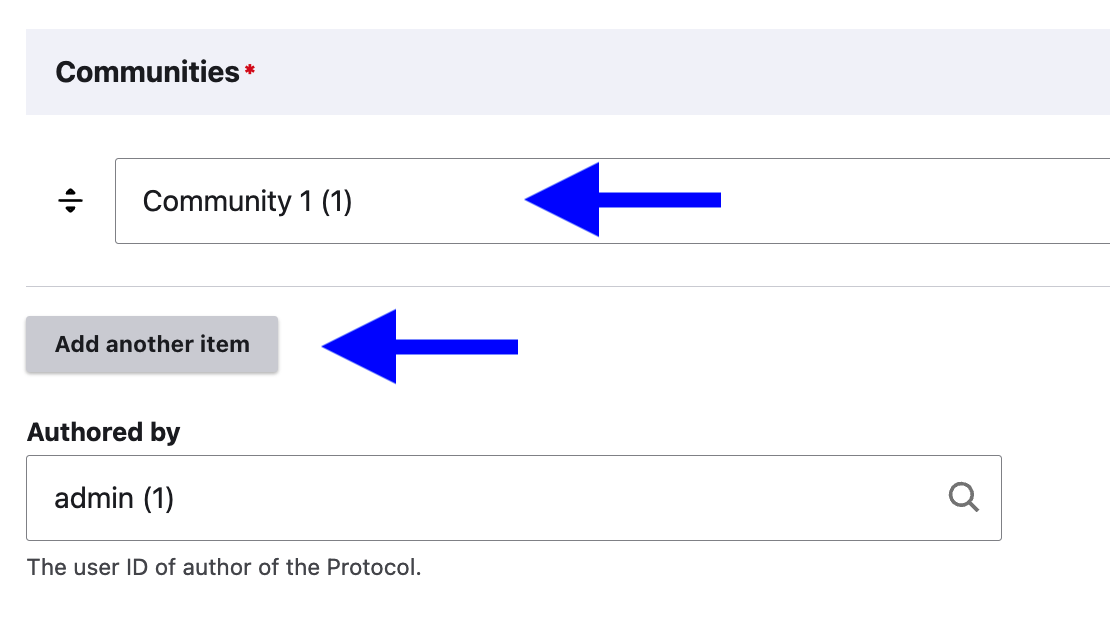 Communities*
Community 1 (1)
Add another item
Authored by
admin (1)
The user ID of author of the Protocol.